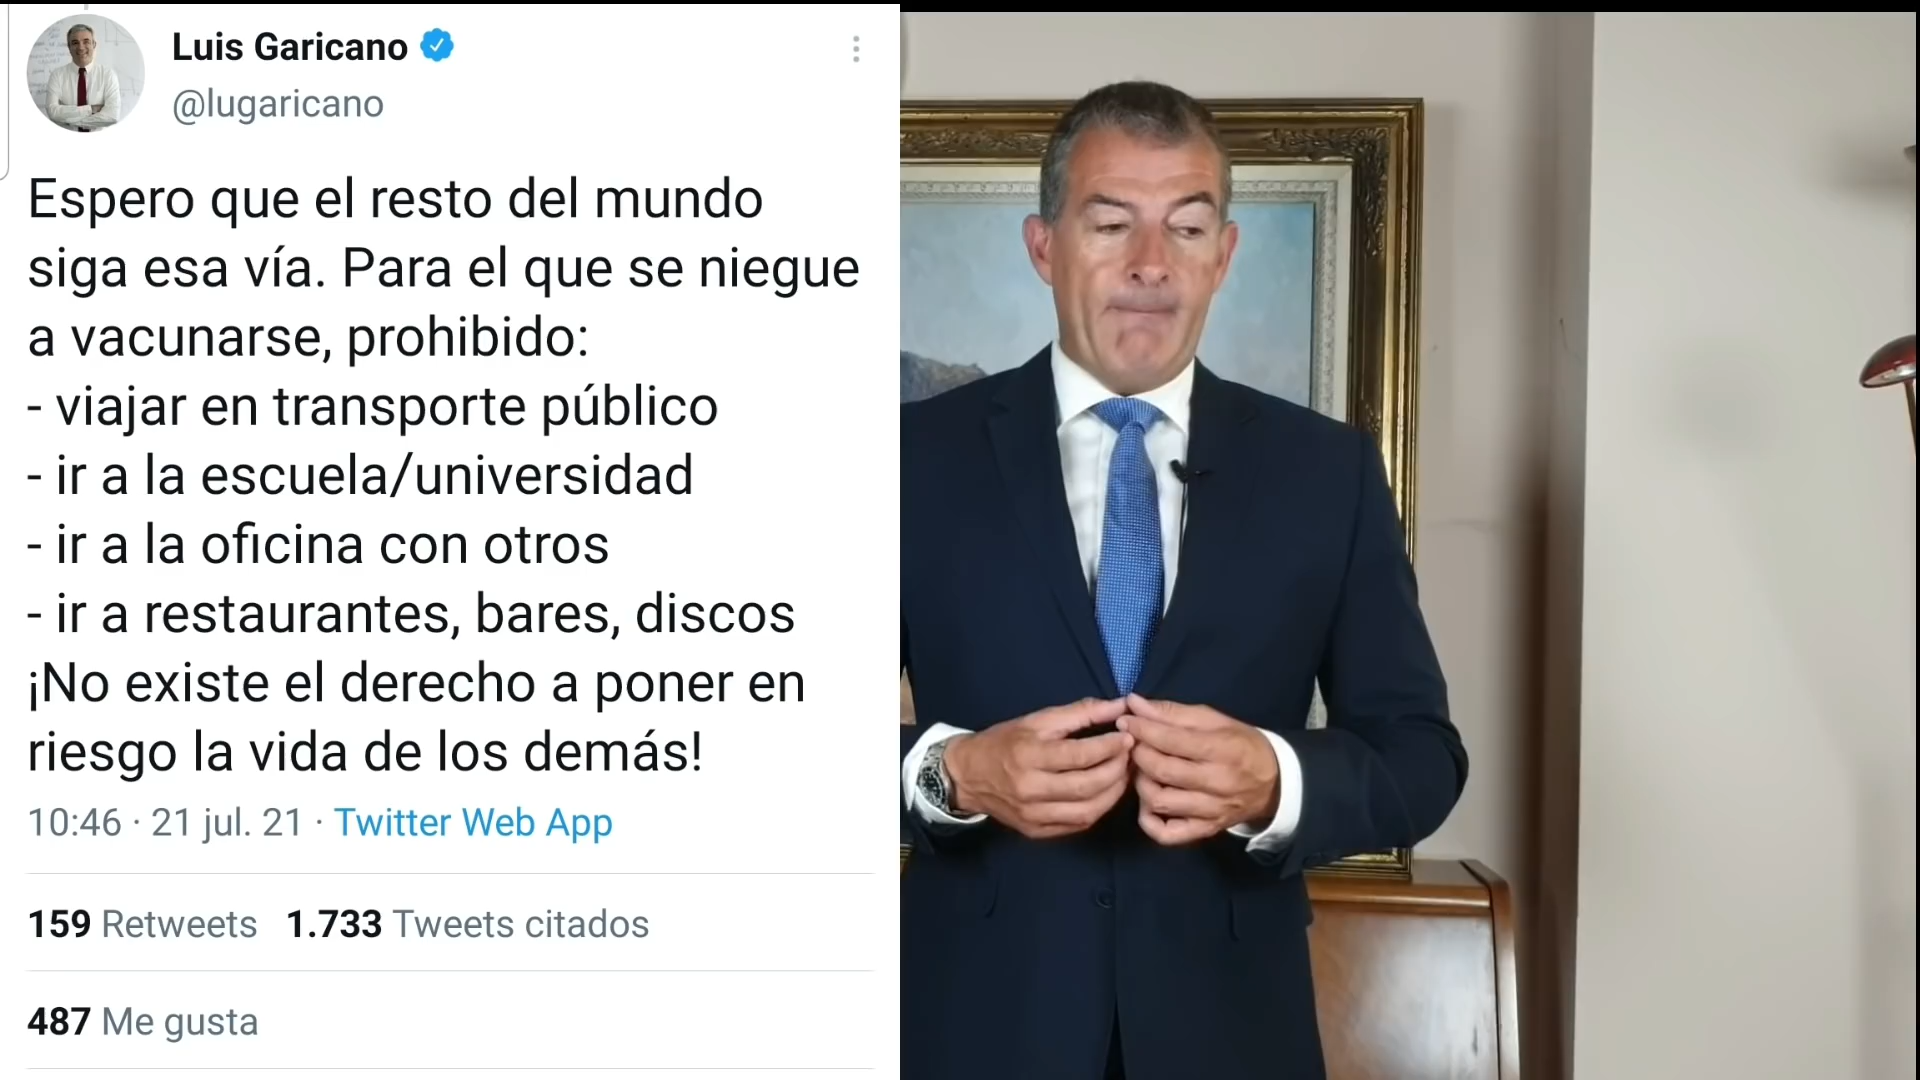 Luis Garicano
@lugaricano
Espero que el resto del mundo
siga esa vía. Para el que se niegue
a vacunarse, prohibido:
- viajar en transporte público
- ir a la escuela/universidad
- ir a la oficina con otros
- ir a restaurantes, bares, discos
¡No existe el derecho a poner en
riesgo la vida de los demás!
10:46 · 21 jul. 21 · Twitter Web App
159 Retweets 1.733 Tweets citados
487 Me gusta